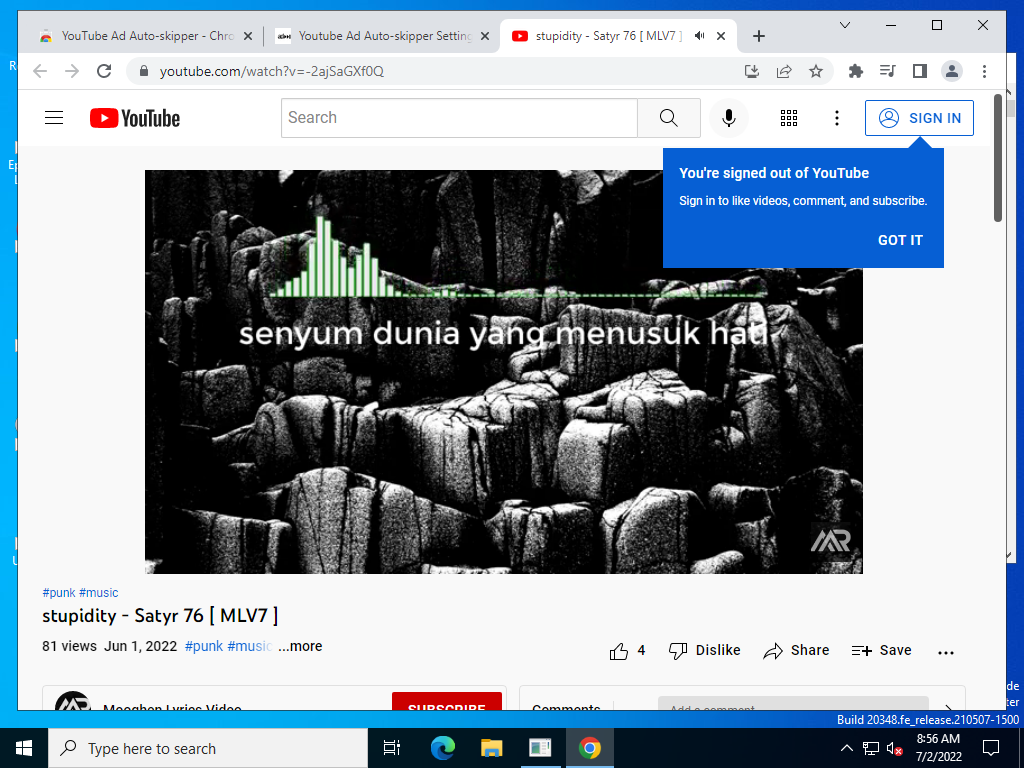 YouTube Ad Auto-skipper - Chro
Youtube Ad Auto-skipper Setting
stupidity - Satyr 76 [ MLV7 ]
youtube.com/watch?v=-2ajSaGXf0Q
YouTube
Search
SIGN IN
You're signed out of YouTube
Sign in to like videos, comment, and subscribe.
GOT IT
senyum dunia yang menusuk hati
MR
#punk #music
stupidity - Satyr 76 [ MLV7 ]
81 views Jun 1, 2022 #punk #music ...more
4 Dislike Share Save
Mooghen Lyrics Video
SUBSCRIBE
Comments
Add a comment...
Build 20348.fe_release.210507-1500
Type here to search
8:56 AM
7/2/2022